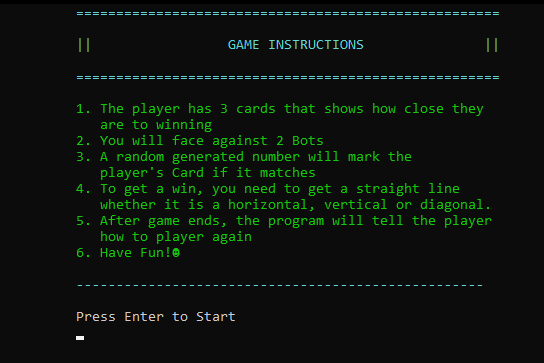 =====================================================
|| GAME INSTRUCTIONS ||
=====================================================
1. The player has 3 cards that shows how close they
are to winning
2. You will face against 2 Bots
3. A random generated number will mark the
player's Card if it matches
4. To get a win, you need to get a straight line
whether it is a horizontal, vertical or diagonal.
5. After game ends, the program will tell the player
how to player again
6. Have Fun!☻
---------------------------------------------------
Press Enter to Start